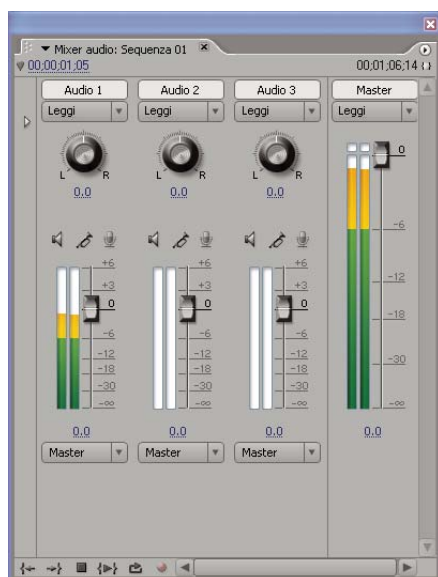 Mixer audio: Sequenza 01
00;00;01;05 00;01;06;14
Audio 1 Audio 2 Audio 3 Master
Leggi Leggi Leggi Leggi
L R L R L R
0.0 0.0 0.0
0
+6 +6 +6
+3 +3 +3
0 0 0
-6
-6 -6 -6
-12
-12 -12 -12
-18
-18 -18 -18
-30
-30 -30 -30
-∞ -∞ -∞ -∞
0.0 0.0 0.0 0.0
Master Master Master